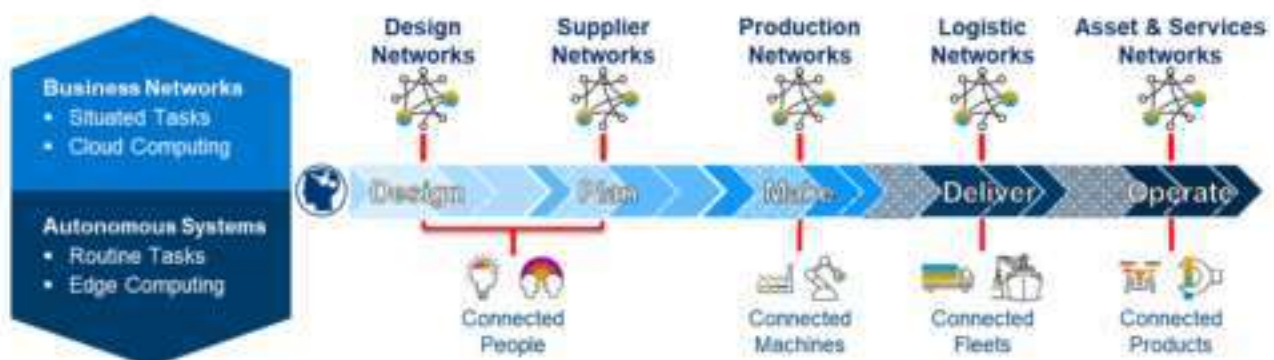 Business Networks
▪ Situated Tasks
▪ Cloud Computing
Autonomous Systems
▪ Routine Tasks
▪ Edge Computing
Design
Networks
Supplier
Networks
Production
Networks
Logistic
Networks
Asset & Services
Networks
Design
Plan
Make
Deliver
Operate
Connected
People
Connected
Machines
Connected
Fleets
Connected
Products